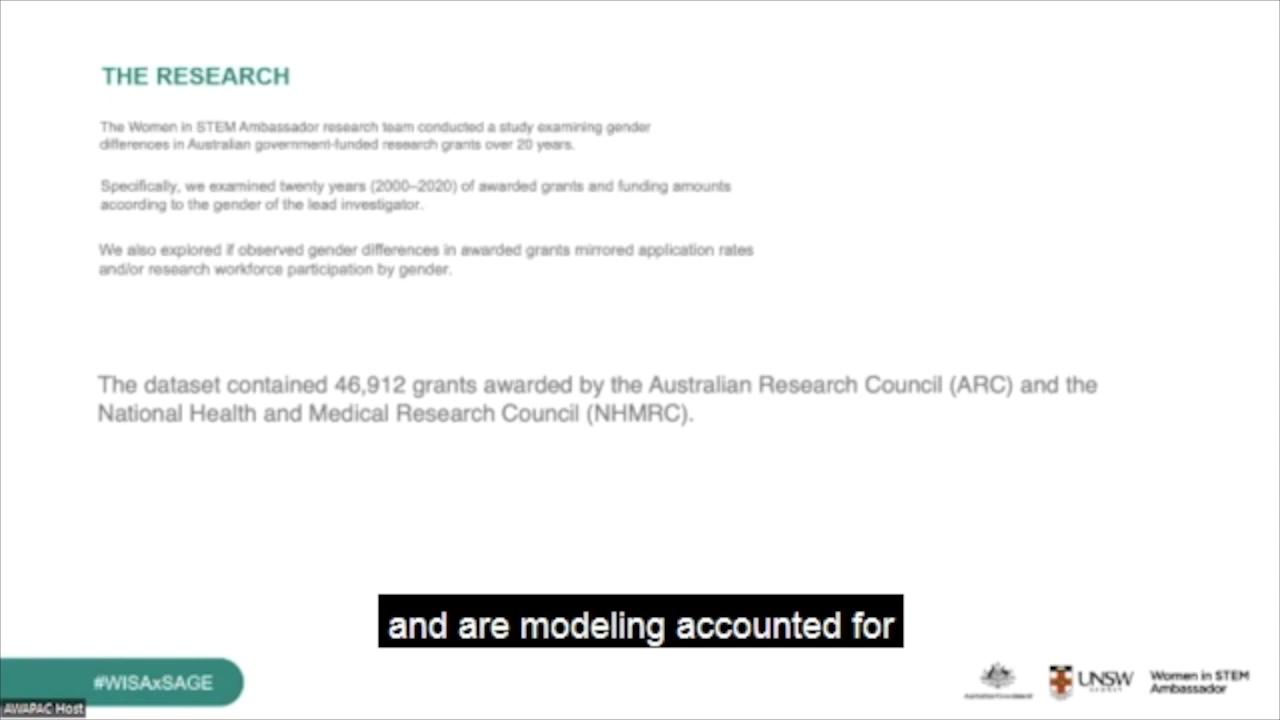 THE RESEARCH
The Women in STEM Ambassador research team conducted a study examining gender
differences in Australian government-funded research grants over 20 years.
Specifically, we examined twenty years (2000–2020) of awarded grants and funding amounts
according to the gender of the lead investigator.
We also explored if observed gender differences in awarded grants mirrored application rates
and/or research workforce participation by gender.
The dataset contained 46,912 grants awarded by the Australian Research Council (ARC) and the
National Health and Medical Research Council (NHMRC).
and are modeling accounted for
#WISAxSAGE
AWAPAC Host
Australian Government
UNSW
SYDNEY
Women in STEM
Ambassador